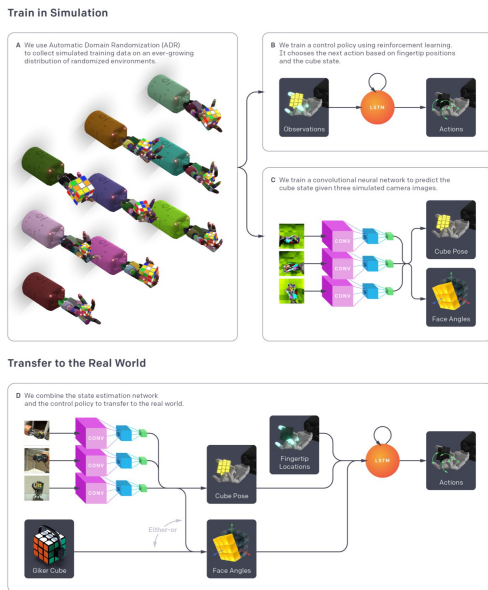 Train in Simulation
A We use Automatic Domain Randomization (ADR)
to collect simulated training data on an ever-growing
distribution of randomized environments.
B We train a control policy using reinforcement learning.
It chooses the next action based on fingertip positions
and the cube state.
Observations
LSTM
Actions
C We train a convolutional neural network to predict the
cube state given three simulated camera images.
CONV
CONV
CONV
Cube Pose
Face Angles
Transfer to the Real World
D We combine the state estimation network
and the control policy to transfer to the real world.
CONV
CONV
CONV
Cube Pose
Fingertip
Locations
LSTM
Actions
Either-or
Giker Cube
Face Angles